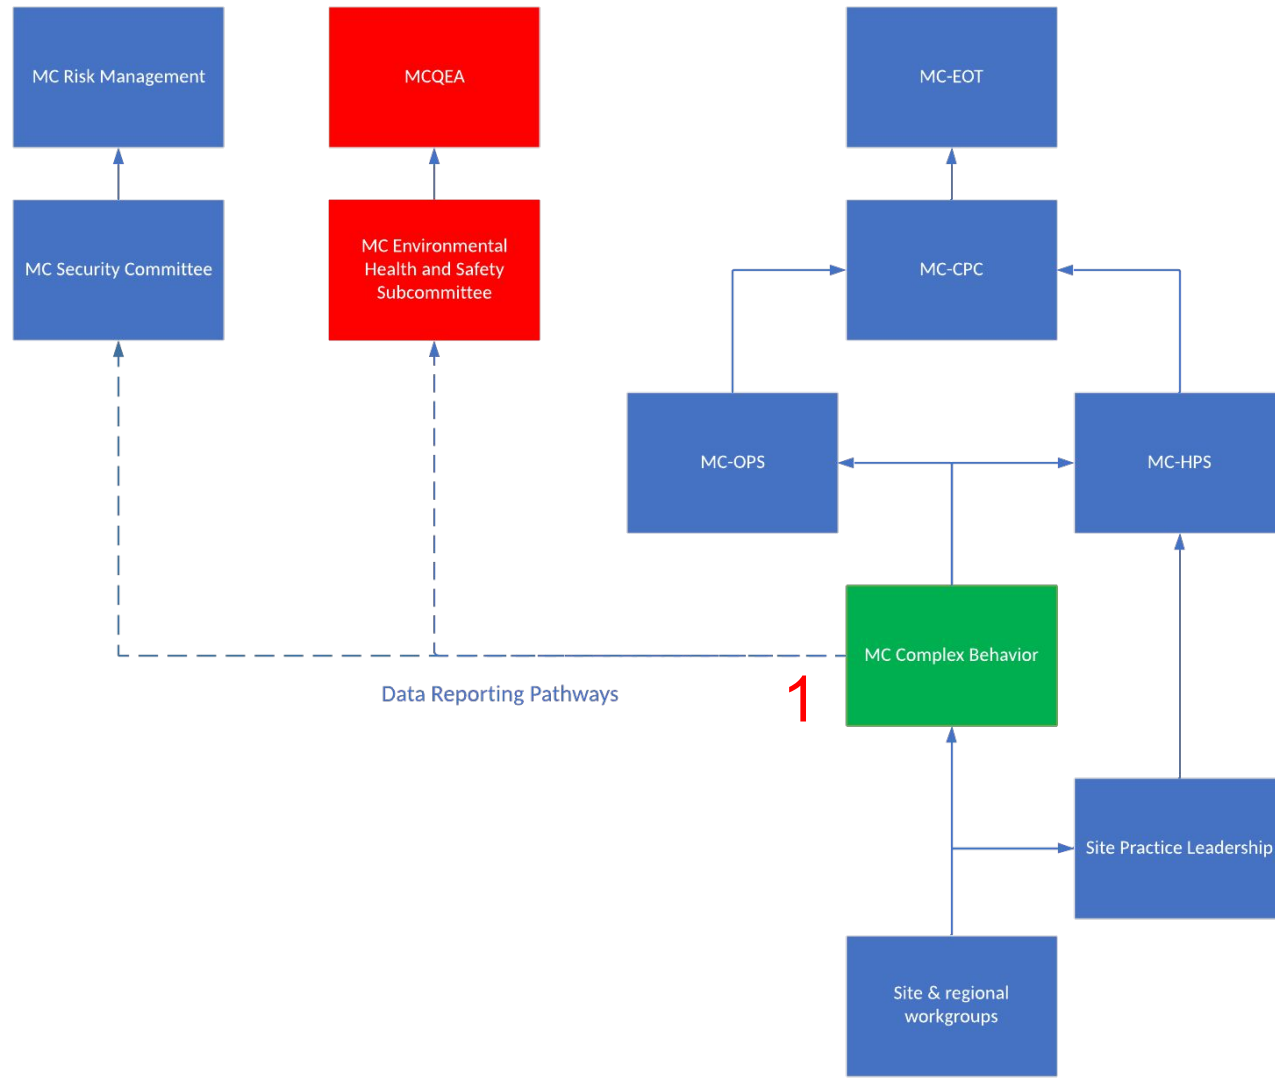 MC Risk Management
MCQEA
MC-EOT
MC Security Committee
MC Environmental
Health and Safety
Subcommittee
MC-CPC
MC-OPS
MC-HPS
MC Complex Behavior
Data Reporting Pathways
1
Site Practice Leadership
Site & regional
workgroups